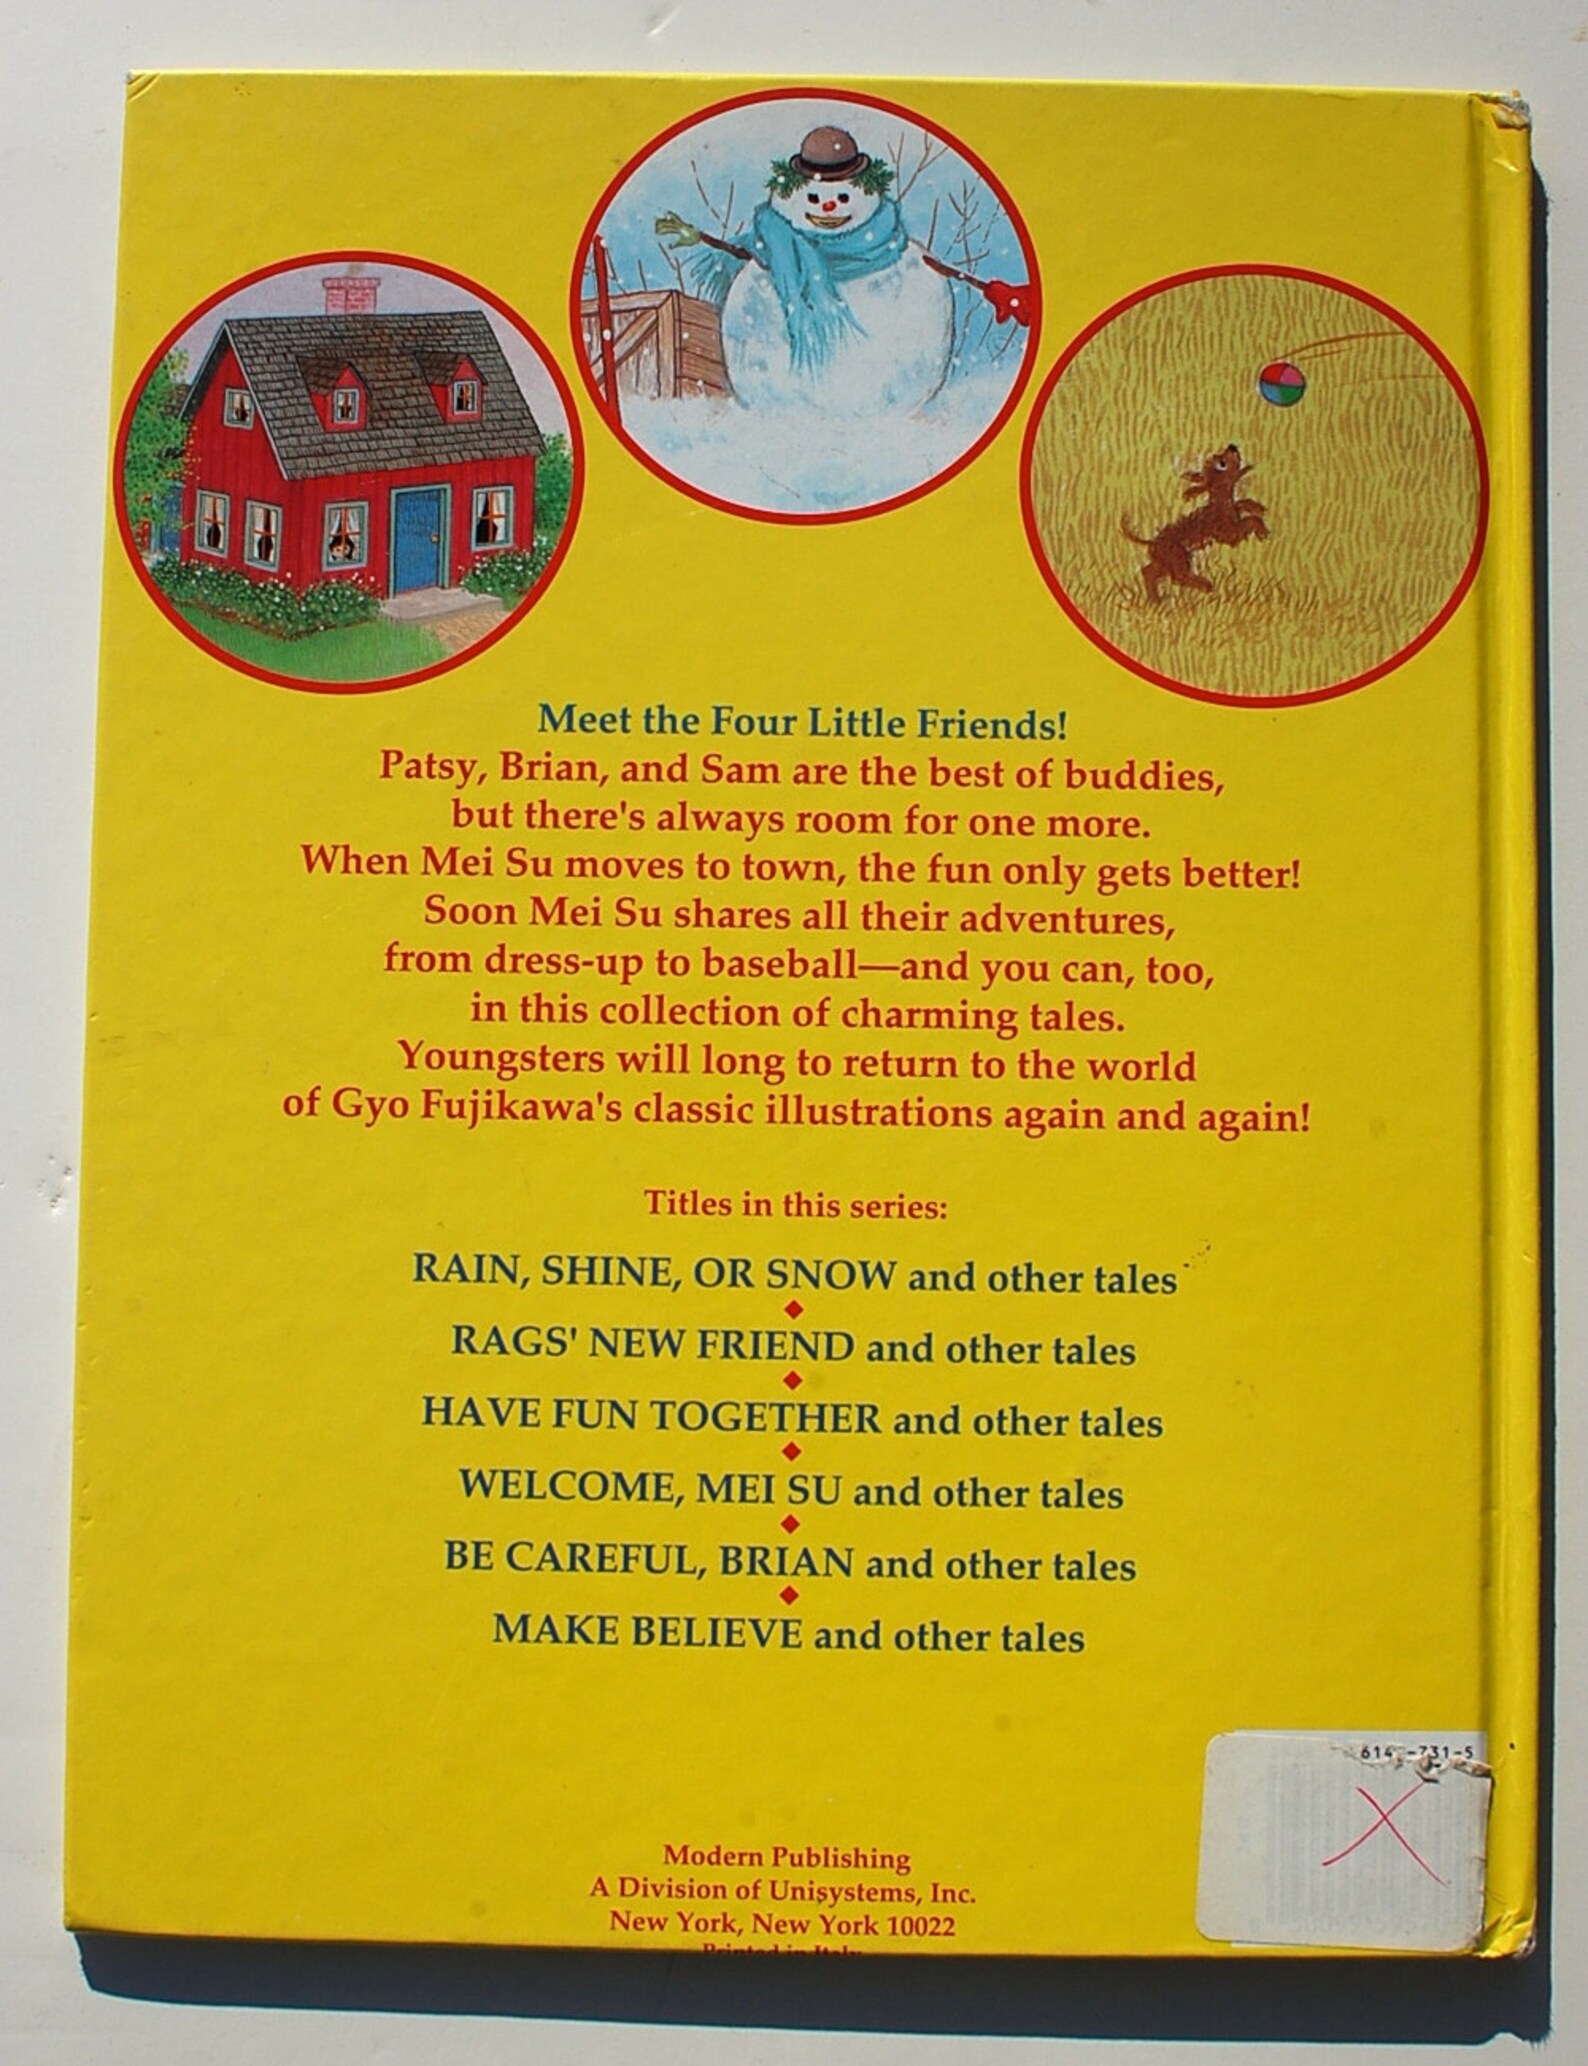 Meet the Four Little Friends!
Patsy, Brian, and Sam are the best of buddies,
but there's always room for one more.
When Mei Su moves to town, the fun only gets better!
Soon Mei Su shares all their adventures,
from dress-up to baseball—and you can, too,
in this collection of charming tales.
Youngsters will long to return to the world
of Gyo Fujikawa's classic illustrations again and again!
Titles in this series:
RAIN, SHINE, OR SNOW and other tales
RAGS' NEW FRIEND and other tales
HAVE FUN TOGETHER and other tales
WELCOME, MEI SU and other tales
BE CAREFUL, BRIAN and other tales
MAKE BELIEVE and other tales
Modern Publishing
A Division of Unisystems, Inc.
New York, New York 10022
Printed in Italy